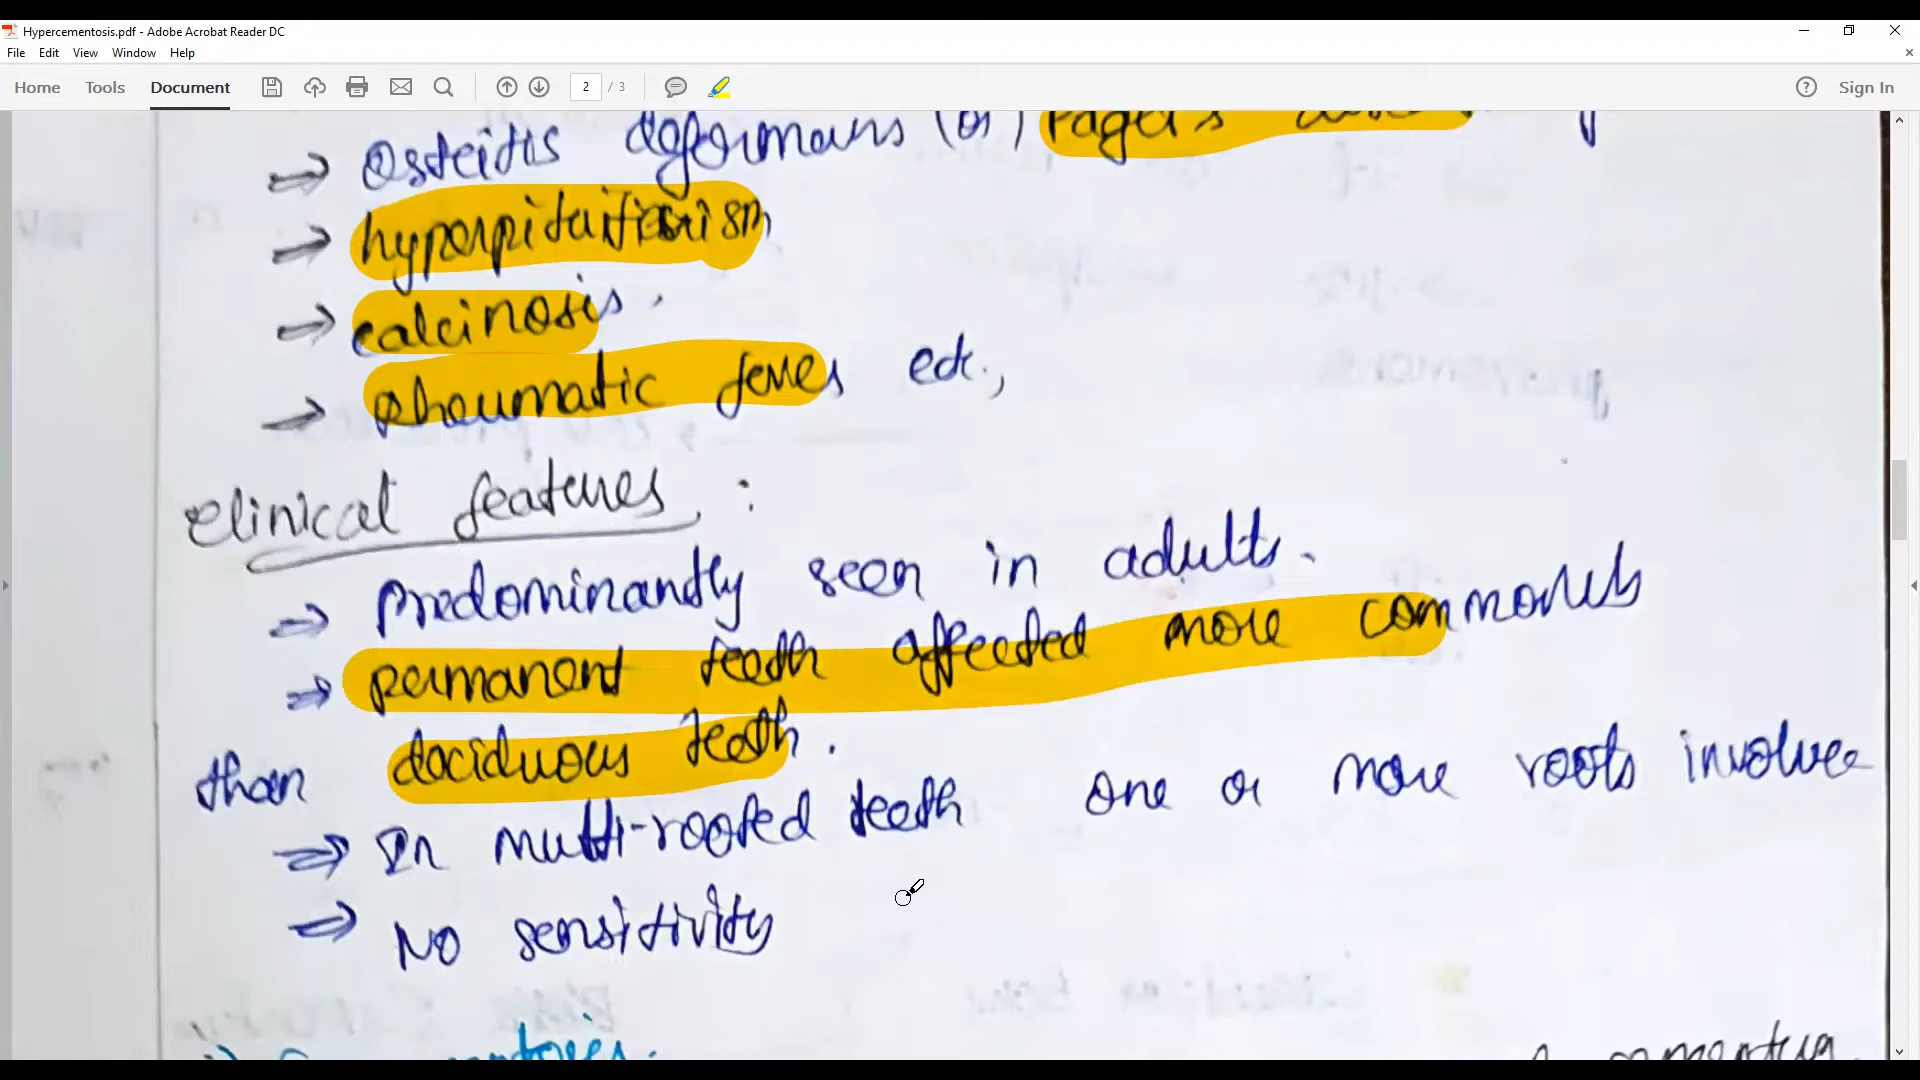 Hypercementosis.pdf - Adobe Acrobat Reader DC
File Edit View Window Help
Home Tools Document 2 / 3 Sign In
→ Osteitis deformans (or) Paget's
→ hyperpituitarism
→ calcinosis.
→ Rheumatic fever etc.,
Clinical features :
→ Predominantly seen in adults.
→ permanent teeth affected more commonly
than deciduous teeth.
→ In multi-rooted teeth one or more roots involve
→ No sensitivity